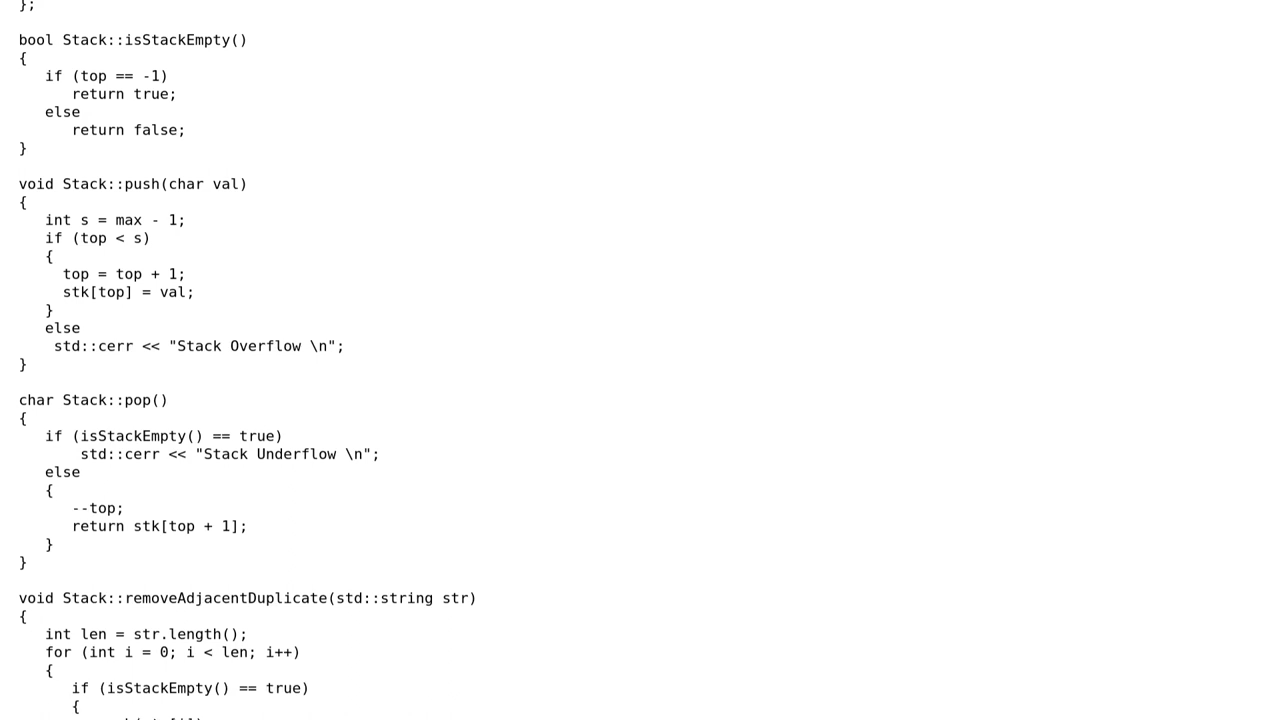 };

bool Stack::isStackEmpty()
{
   if (top == -1)
      return true;
   else
      return false;
}

void Stack::push(char val)
{
   int s = max - 1;
   if (top < s)
   {
     top = top + 1;
     stk[top] = val;
   }
   else
    std::cerr << "Stack Overflow \n";
}

char Stack::pop()
{
   if (isStackEmpty() == true)
       std::cerr << "Stack Underflow \n";
   else
   {
      --top;
      return stk[top + 1];
   }
}

void Stack::removeAdjacentDuplicate(std::string str)
{
   int len = str.length();
   for (int i = 0; i < len; i++)
   {
      if (isStackEmpty() == true)
      {